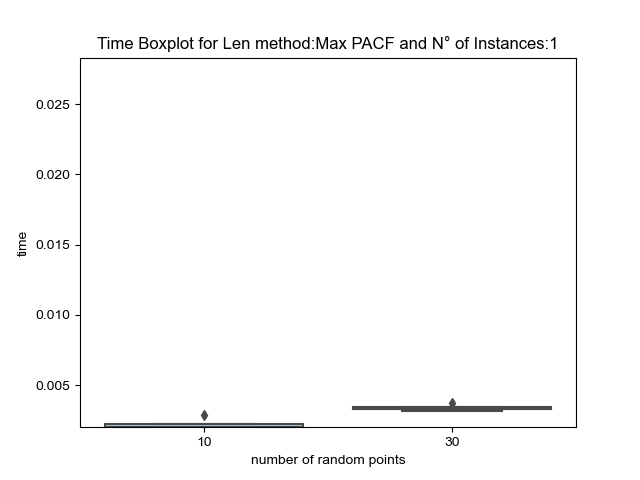 Time Boxplot for Len method:Max PACF and N° of Instances:1
0.025
0.020
0.015
0.010
0.005
time
10
30
number of random points